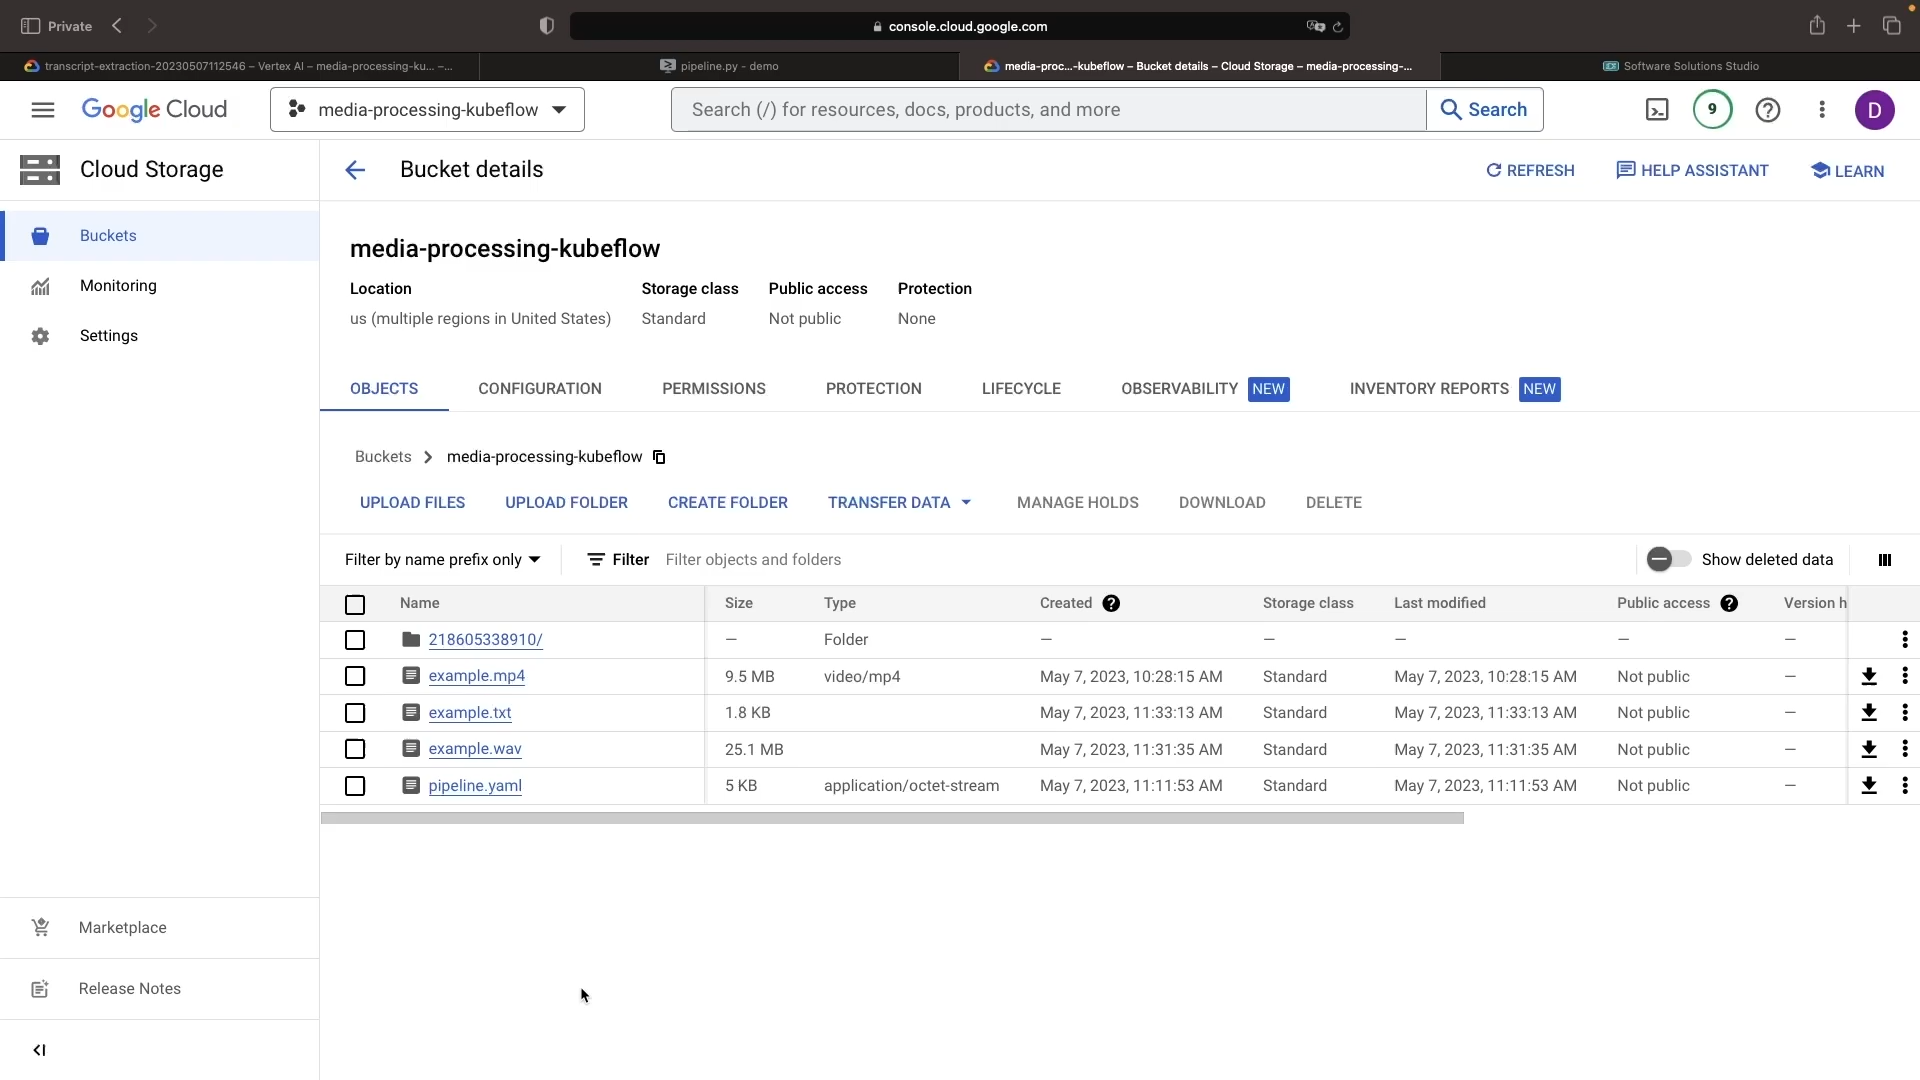 Private
console.cloud.google.com
transcript-extraction-20230507112546 – Vertex AI – media-processing-ku... –...
pipeline.py - demo
media-proc...-kubeflow – Bucket details – Cloud Storage – media-processing-...
Software Solutions Studio
Google Cloud
media-processing-kubeflow
Search (/) for resources, docs, products, and more
Search
9
D
Cloud Storage
Bucket details
REFRESH
HELP ASSISTANT
LEARN
Buckets
Monitoring
Settings
Marketplace
Release Notes
media-processing-kubeflow
Location Storage class Public access Protection
us (multiple regions in United States) Standard Not public None
OBJECTS CONFIGURATION PERMISSIONS PROTECTION LIFECYCLE OBSERVABILITY NEW INVENTORY REPORTS NEW
Buckets media-processing-kubeflow
UPLOAD FILES UPLOAD FOLDER CREATE FOLDER TRANSFER DATA MANAGE HOLDS DOWNLOAD DELETE
Filter by name prefix only Filter Filter objects and folders Show deleted data
Name Size Type Created Storage class Last modified Public access Version h
218605338910/ — Folder — — — — —
example.mp4 9.5 MB video/mp4 May 7, 2023, 10:28:15 AM Standard May 7, 2023, 10:28:15 AM Not public —
example.txt 1.8 KB May 7, 2023, 11:33:13 AM Standard May 7, 2023, 11:33:13 AM Not public —
example.wav 25.1 MB May 7, 2023, 11:31:35 AM Standard May 7, 2023, 11:31:35 AM Not public —
pipeline.yaml 5 KB application/octet-stream May 7, 2023, 11:11:53 AM Standard May 7, 2023, 11:11:53 AM Not public —